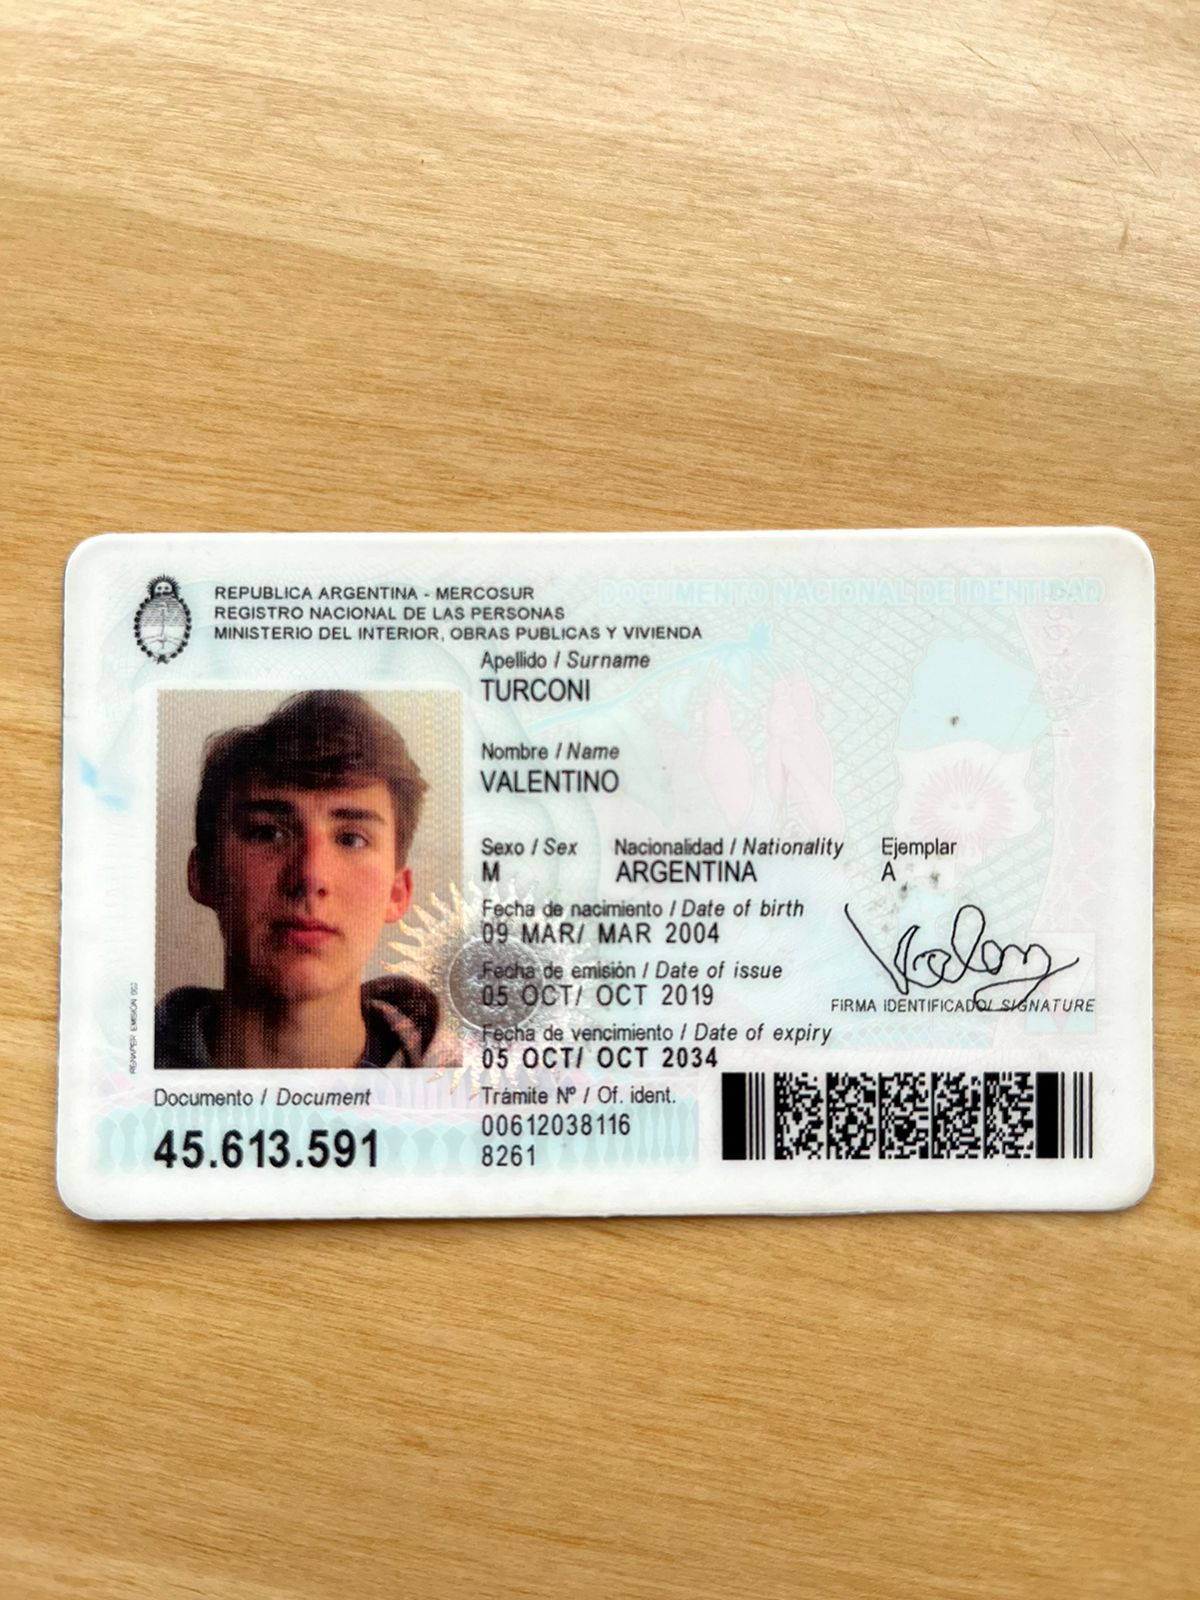 REPUBLICA ARGENTINA - MERCOSUR
REGISTRO NACIONAL DE LAS PERSONAS
MINISTERIO DEL INTERIOR, OBRAS PUBLICAS Y VIVIENDA
DOCUMENTO NACIONAL DE IDENTIDAD
Apellido / Surname
TURCONI
Nombre / Name
VALENTINO
Sexo / Sex Nacionalidad / Nationality Ejemplar
M ARGENTINA A
Fecha de nacimiento / Date of birth
09 MAR/ MAR 2004
Fecha de emisión / Date of issue
05 OCT/ OCT 2019
FIRMA IDENTIFICADO/ SIGNATURE
Fecha de vencimiento / Date of expiry
05 OCT/ OCT 2034
Documento / Document
45.613.591
Trámite Nº / Of. ident.
00612038116
8261